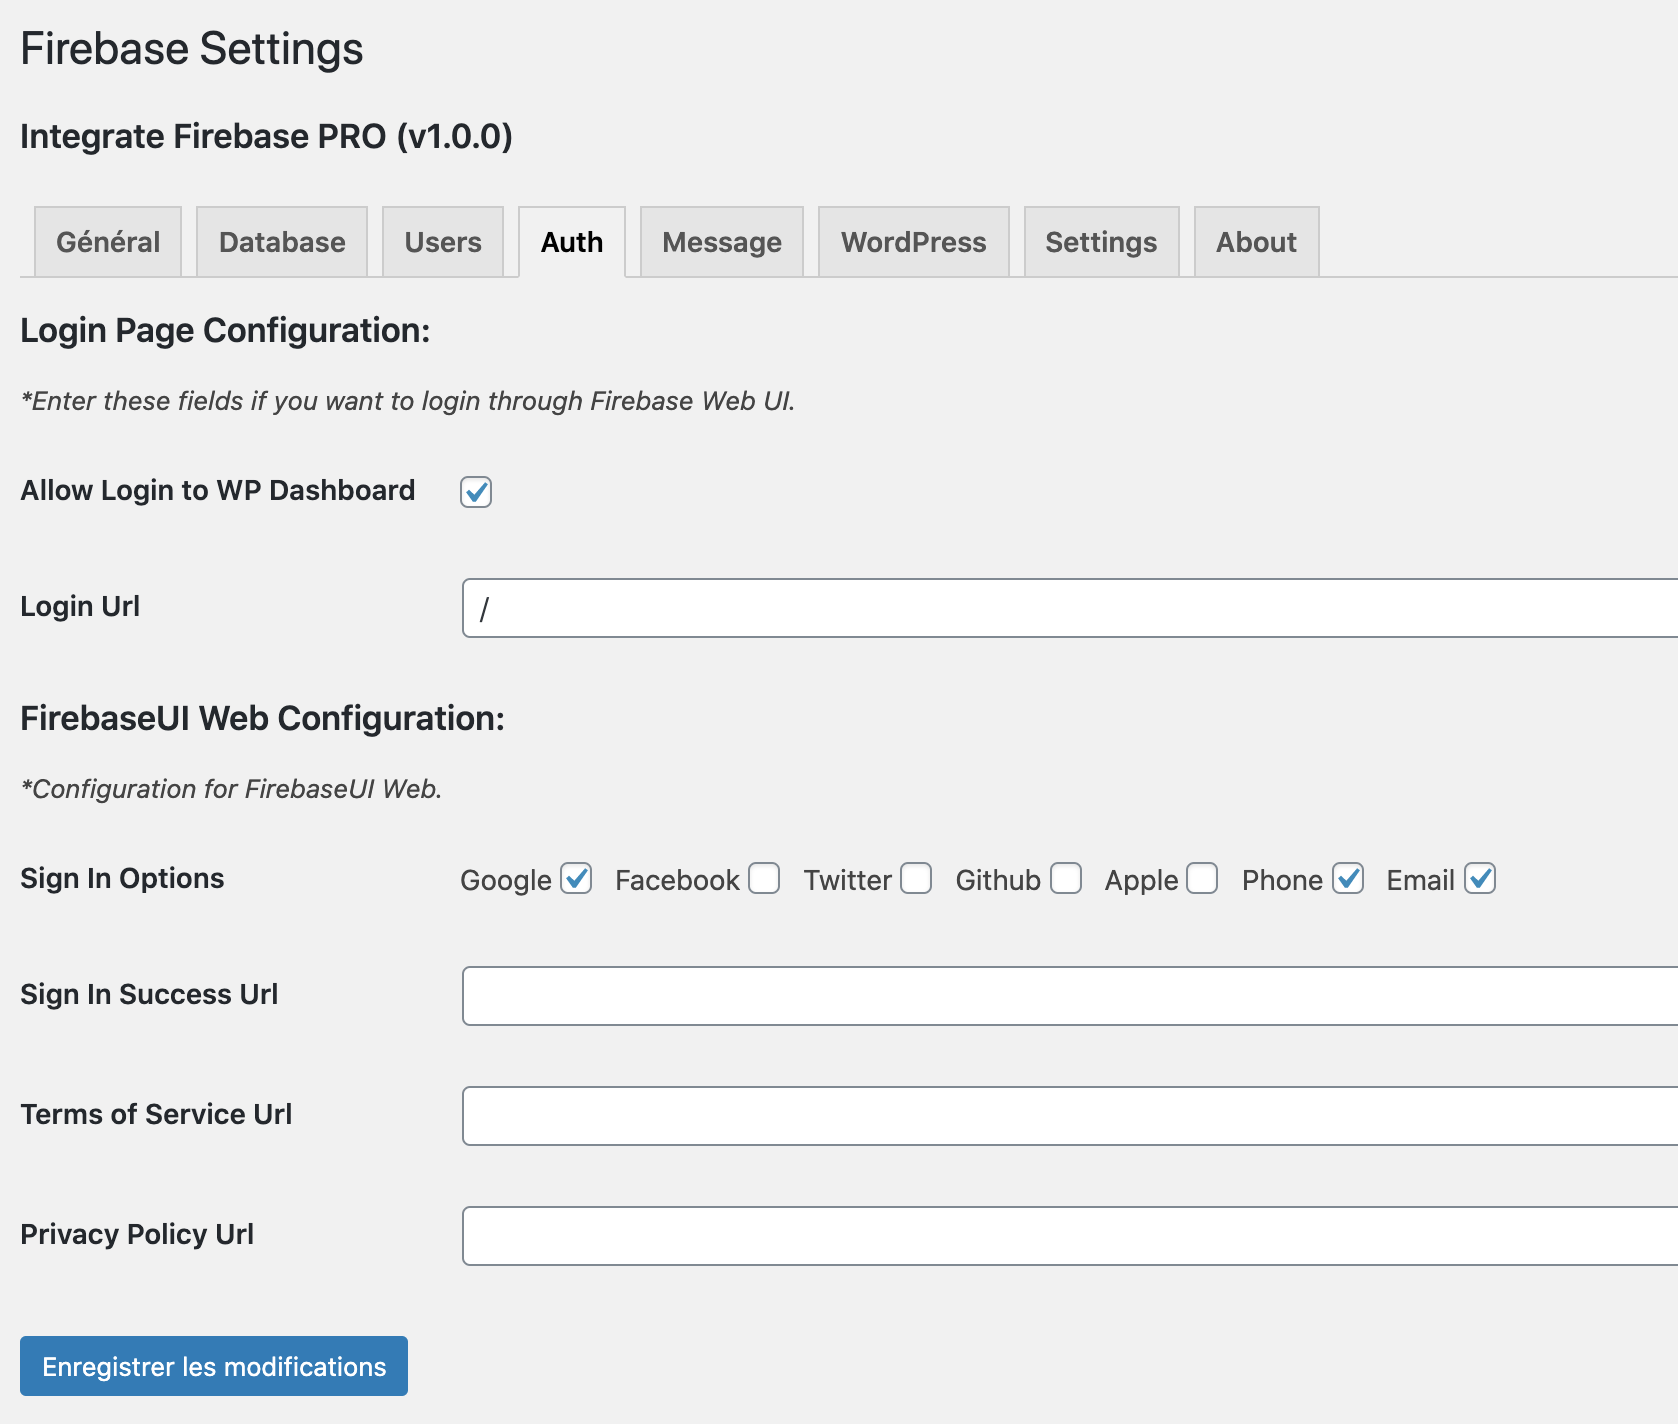 Firebase Settings
Integrate Firebase PRO (v1.0.0)
Général Database Users Auth Message WordPress Settings About
Login Page Configuration:
*Enter these fields if you want to login through Firebase Web UI.
Allow Login to WP Dashboard
Login Url /
FirebaseUI Web Configuration:
*Configuration for FirebaseUI Web.
Sign In Options Google Facebook Twitter Github Apple Phone Email
Sign In Success Url
Terms of Service Url
Privacy Policy Url
Enregistrer les modifications